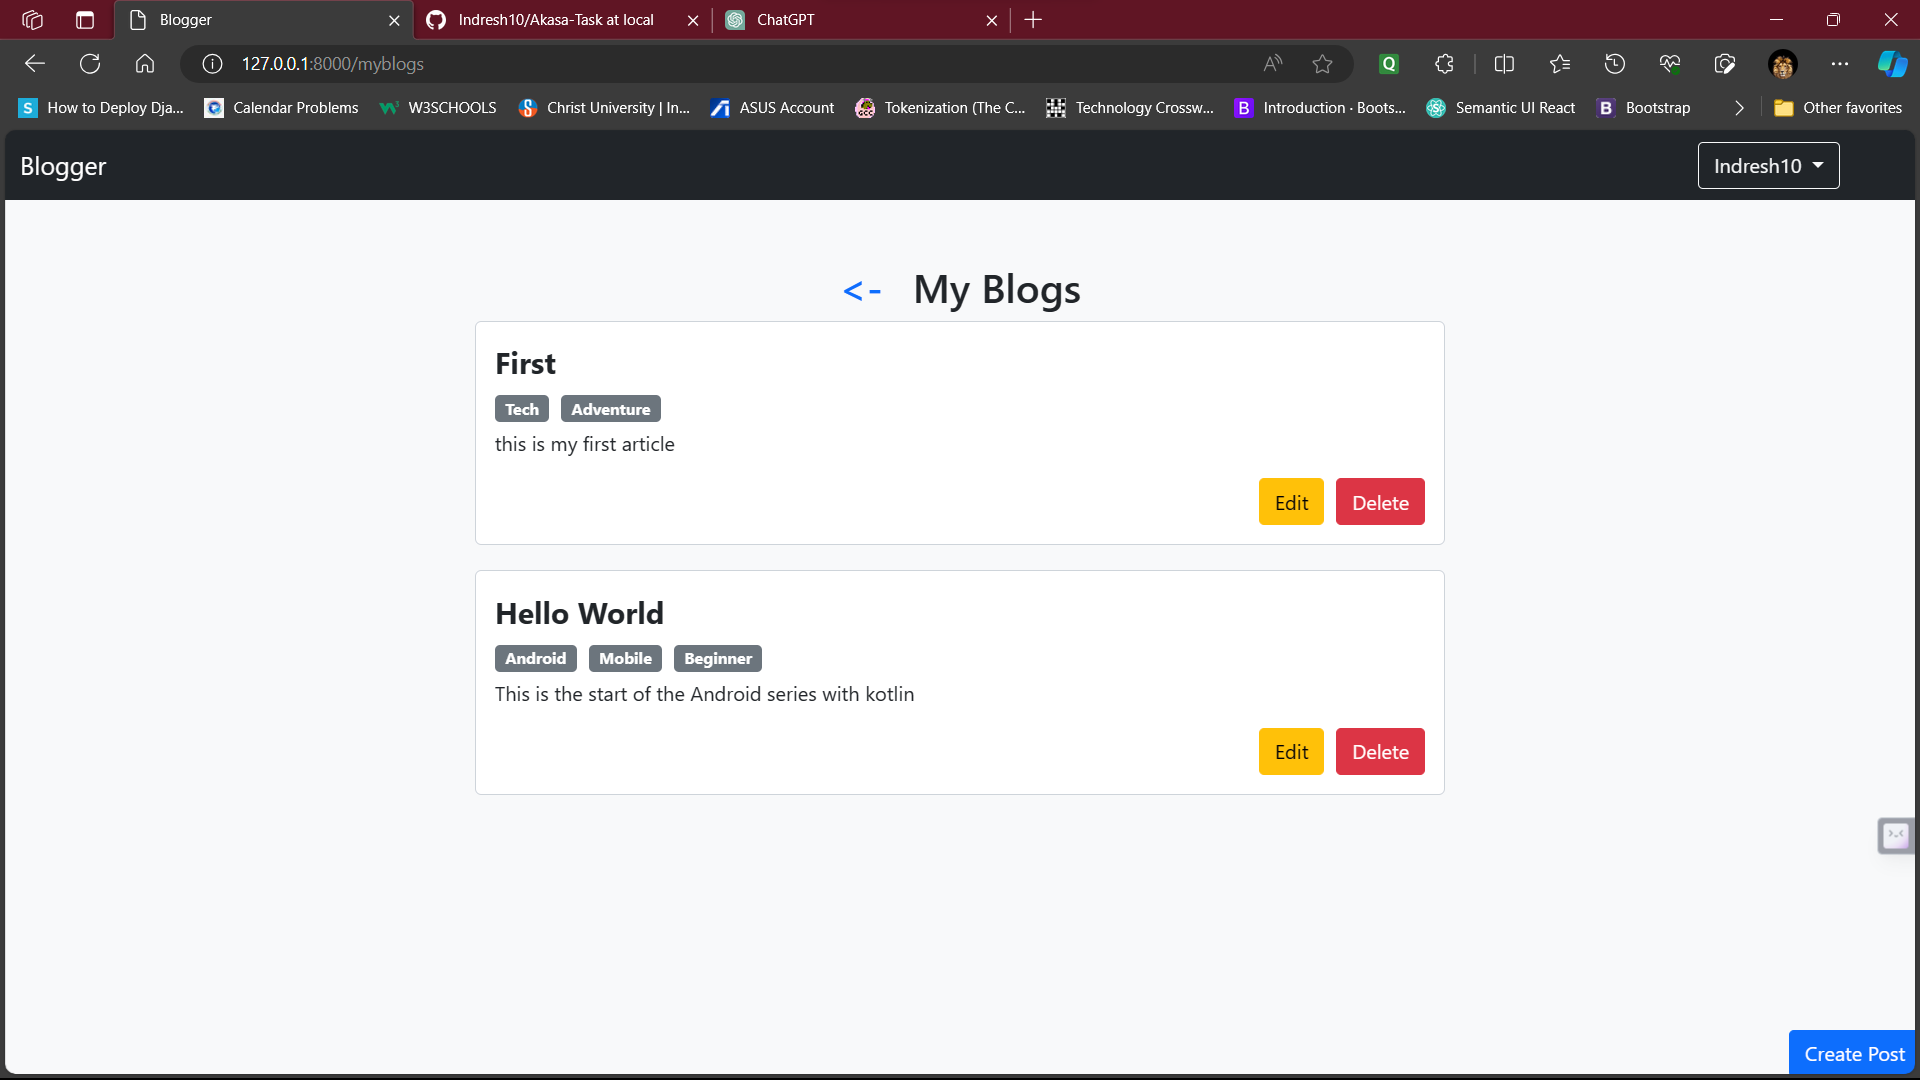 Blogger
Indresh10/Akasa-Task at local
ChatGPT
127.0.0.1:8000/myblogs
How to Deploy Dja...
Calendar Problems
W3SCHOOLS
Christ University | In...
ASUS Account
Tokenization (The C...
Technology Crossw...
Introduction · Boots...
Semantic UI React
Bootstrap
Other favorites
Blogger
Indresh10
<- My Blogs
First
Tech Adventure
this is my first article
Edit Delete
Hello World
Android Mobile Beginner
This is the start of the Android series with kotlin
Edit Delete
Create Post